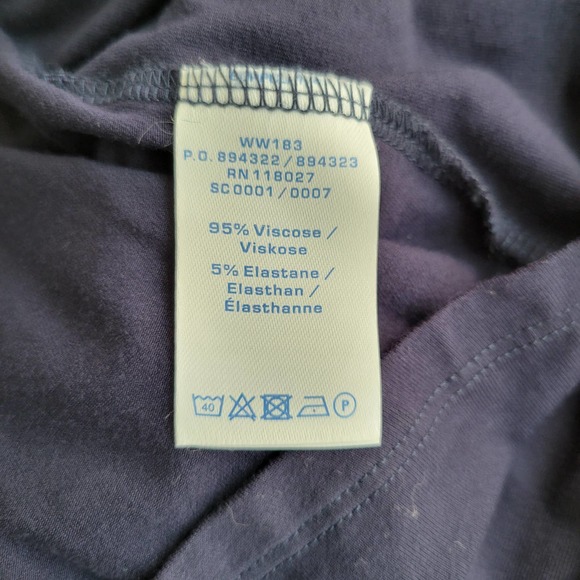 WW183
P.O. 894322 / 894323
RN 118027
SC0001 / 0007
95% Viscose /
Viskose
5% Elastane /
Elasthan /
Élasthanne
40 P